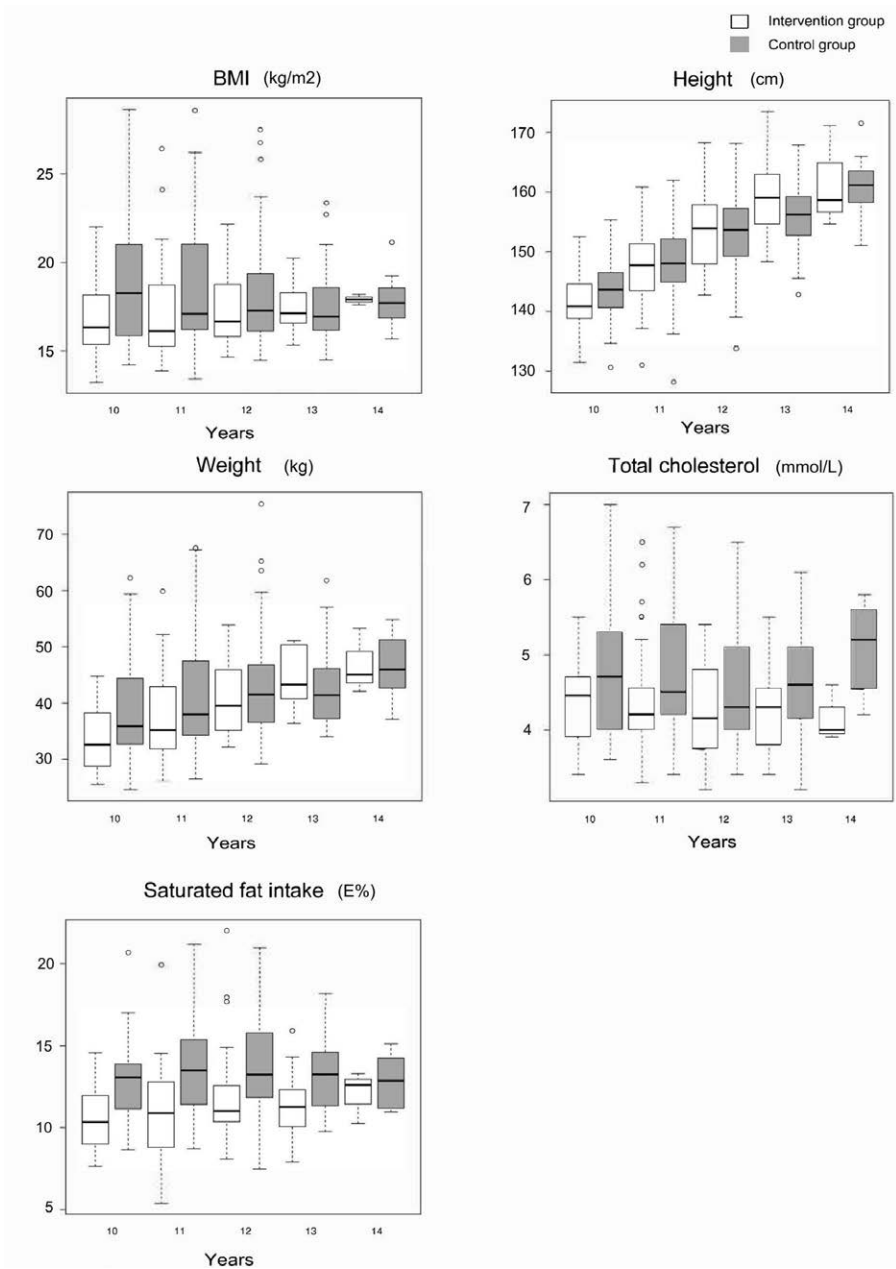 Intervention group
Control group
BMI (kg/m2)
25
20
15
10 11 12 13 14
Years
Height (cm)
170
160
150
140
130
10 11 12 13 14
Years
Weight (kg)
70
60
50
40
30
10 11 12 13 14
Years
Total cholesterol (mmol/L)
7
6
5
4
10 11 12 13 14
Years
Saturated fat intake (E%)
20
15
10
5
10 11 12 13 14
Years